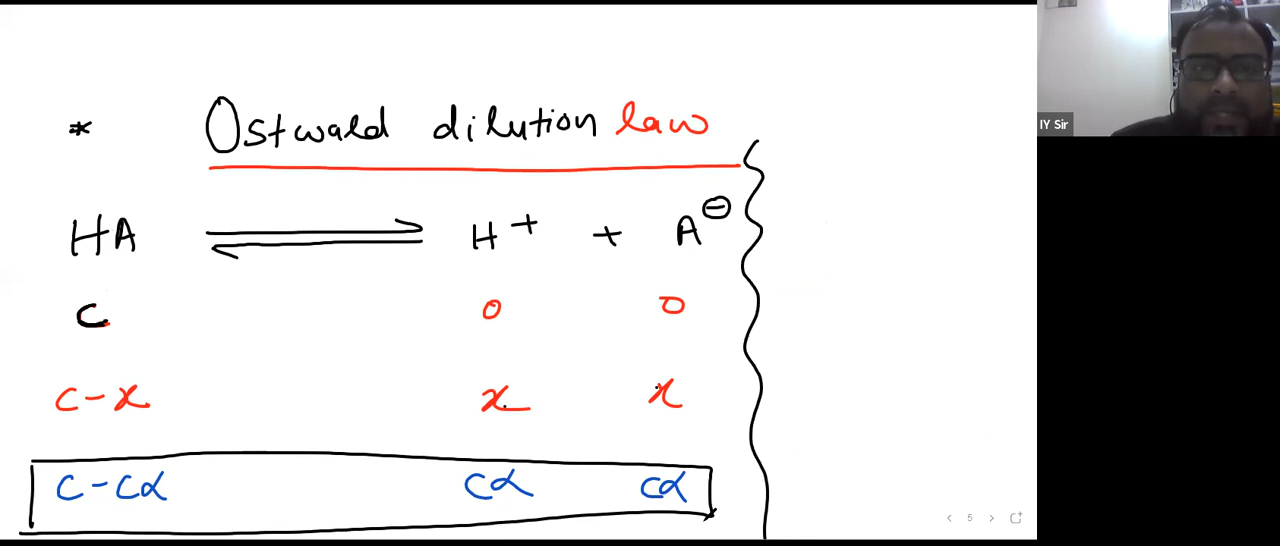 * Ostwald dilution law
HA ⇌ H+ + A⊖
C 0 0
C-x x x
C-Cα Cα Cα
IY Sir
< 5 >